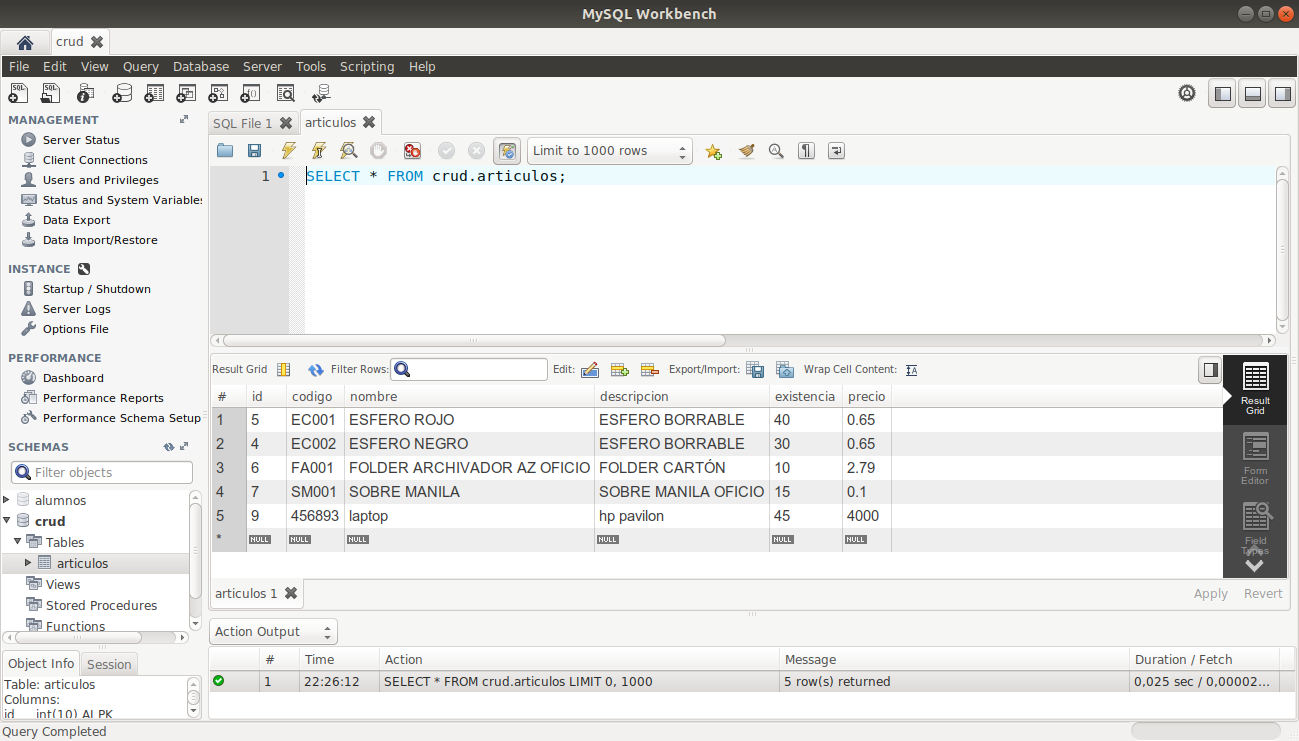 MySQL Workbench
crud
File Edit View Query Database Server Tools Scripting Help
MANAGEMENT
Server Status
Client Connections
Users and Privileges
Status and System Variables
Data Export
Data Import/Restore
INSTANCE
Startup / Shutdown
Server Logs
Options File
PERFORMANCE
Dashboard
Performance Reports
Performance Schema Setup
SCHEMAS
Filter objects
alumnos
crud
Tables
articulos
Views
Stored Procedures
Functions
Object Info Session
Table: articulos
Columns:
id int(10) AI PK
SQL File 1 articulos
Limit to 1000 rows
1 SELECT * FROM crud.articulos;
Result Grid Filter Rows: Edit: Export/Import: Wrap Cell Content:
# id codigo nombre descripcion existencia precio
1 5 EC001 ESFERO ROJO ESFERO BORRABLE 40 0.65
2 4 EC002 ESFERO NEGRO ESFERO BORRABLE 30 0.65
3 6 FA001 FOLDER ARCHIVADOR AZ OFICIO FOLDER CARTÓN 10 2.79
4 7 SM001 SOBRE MANILA SOBRE MANILA OFICIO 15 0.1
5 9 456893 laptop hp pavilon 45 4000
* NULL NULL NULL NULL NULL NULL
Result
Grid
Form
Editor
Field
Types
articulos 1
Apply Revert
Action Output
# Time Action Message Duration / Fetch
1 22:26:12 SELECT * FROM crud.articulos LIMIT 0, 1000 5 row(s) returned 0,025 sec / 0,00002...
Query Completed